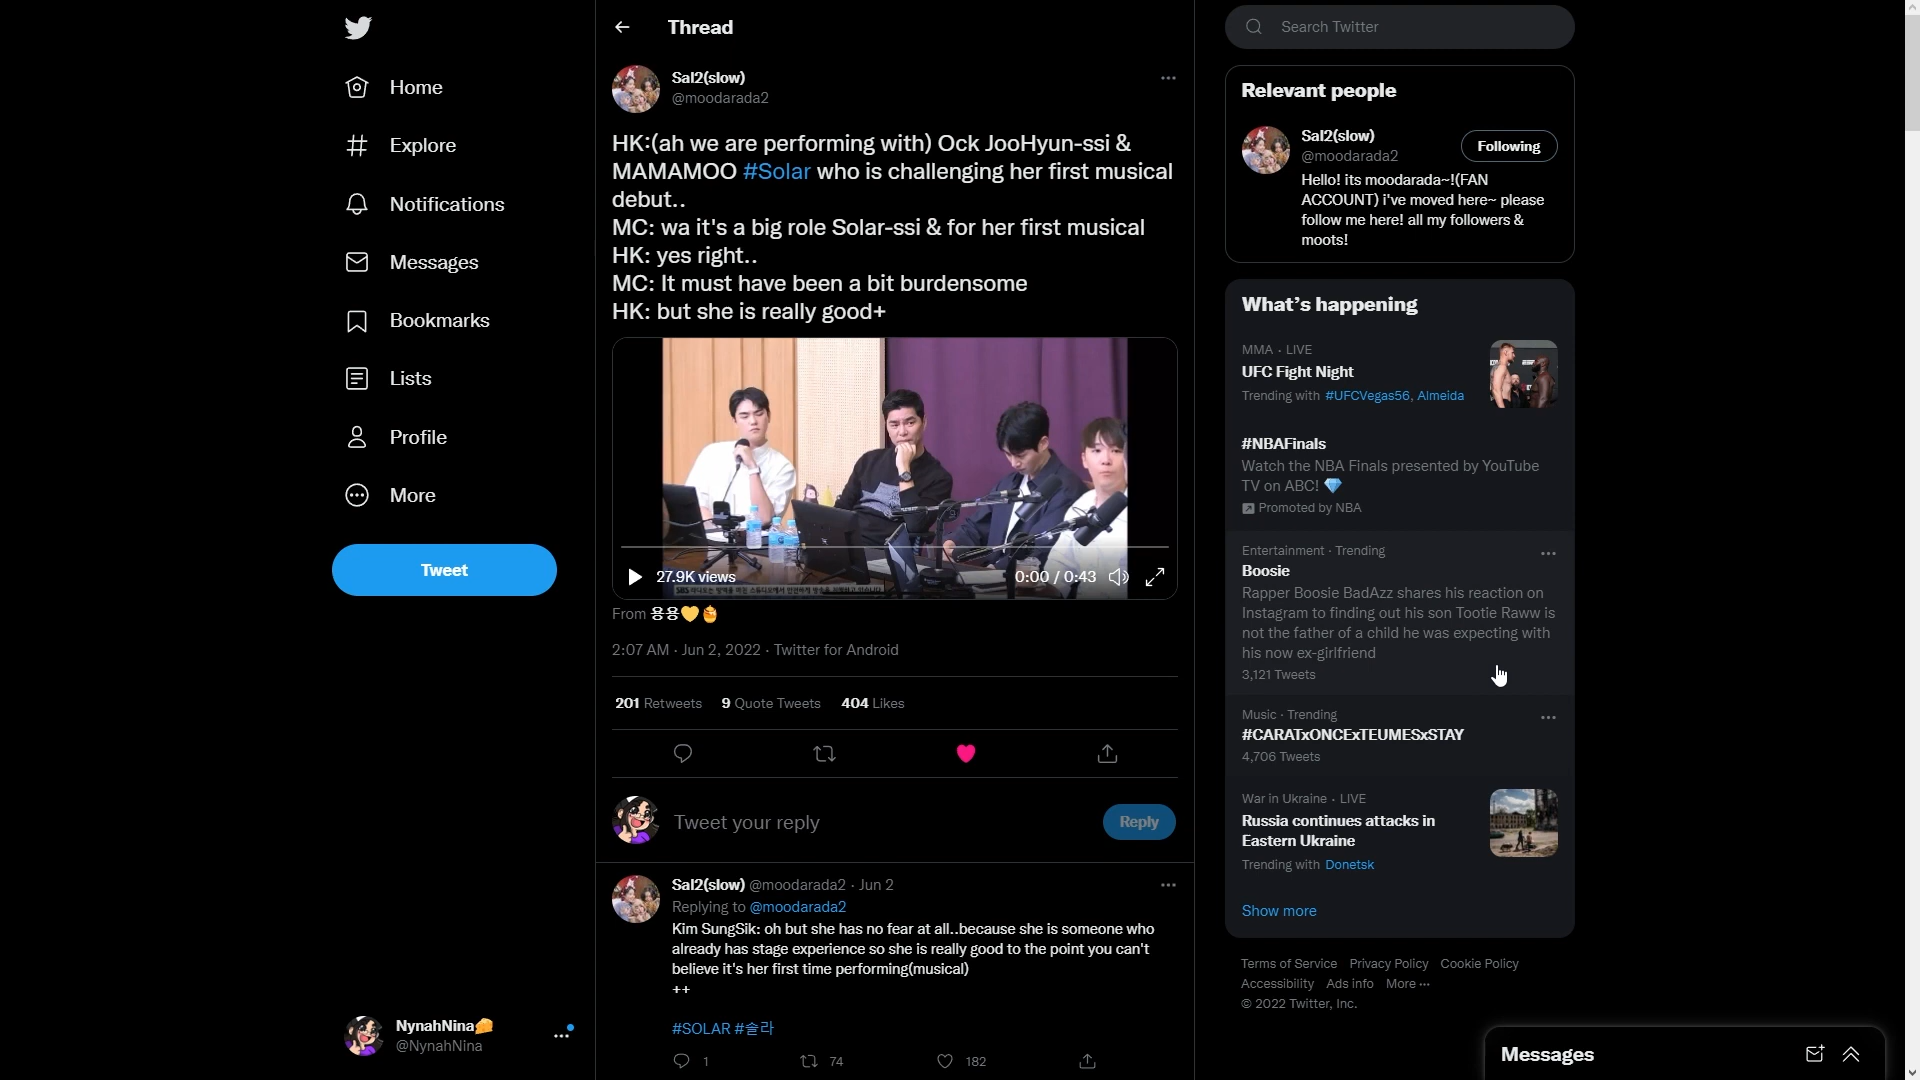 Home
Explore
Notifications
Messages
Bookmarks
Lists
Profile
More
Tweet
NynahNina🧀
@NynahNina
Thread
Sal2(slow)
@moodarada2
HK:(ah we are performing with) Ock JooHyun-ssi &
MAMAMOO #Solar who is challenging her first musical
debut..
MC: wa it's a big role Solar-ssi & for her first musical
HK: yes right..
MC: It must have been a bit burdensome
HK: but she is really good+
27.9K views
0:00 / 0:43
From 용용💛🍯
2:07 AM · Jun 2, 2022 · Twitter for Android
201 Retweets 9 Quote Tweets 404 Likes
Tweet your reply
Reply
Sal2(slow) @moodarada2 · Jun 2
Replying to @moodarada2
Kim SungSik: oh but she has no fear at all..because she is someone who
already has stage experience so she is really good to the point you can't
believe it's her first time performing(musical)
++
#SOLAR #솔라
1 74 182
Search Twitter
Relevant people
Sal2(slow)
@moodarada2
Following
Hello! its moodarada~!(FAN
ACCOUNT) i've moved here~ please
follow me here! all my followers &
moots!
What's happening
MMA · LIVE
UFC Fight Night
Trending with #UFCVegas56, Almeida
#NBAFinals
Watch the NBA Finals presented by YouTube
TV on ABC! 💎
Promoted by NBA
Entertainment · Trending
Boosie
Rapper Boosie BadAzz shares his reaction on
Instagram to finding out his son Tootie Raww is
not the father of a child he was expecting with
his now ex-girlfriend
3,121 Tweets
Music · Trending
#CARATxONCExTEUMESxSTAY
4,706 Tweets
War in Ukraine · LIVE
Russia continues attacks in
Eastern Ukraine
Trending with Donetsk
Show more
Terms of Service Privacy Policy Cookie Policy
Accessibility Ads info More ···
© 2022 Twitter, Inc.
Messages